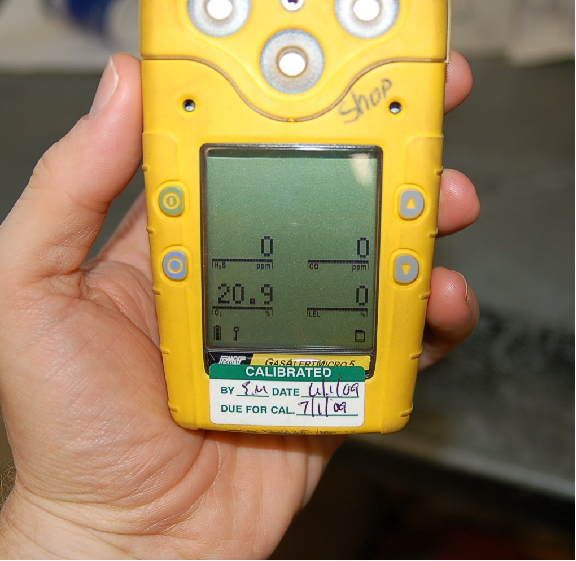 Shop
0 0
H₂S ppm CO ppm
20.9 0
O₂ % LEL %
GASALERTMICRO 5
CALIBRATED
BY S.M DATE 6/1/09
DUE FOR CAL. 7/1/09